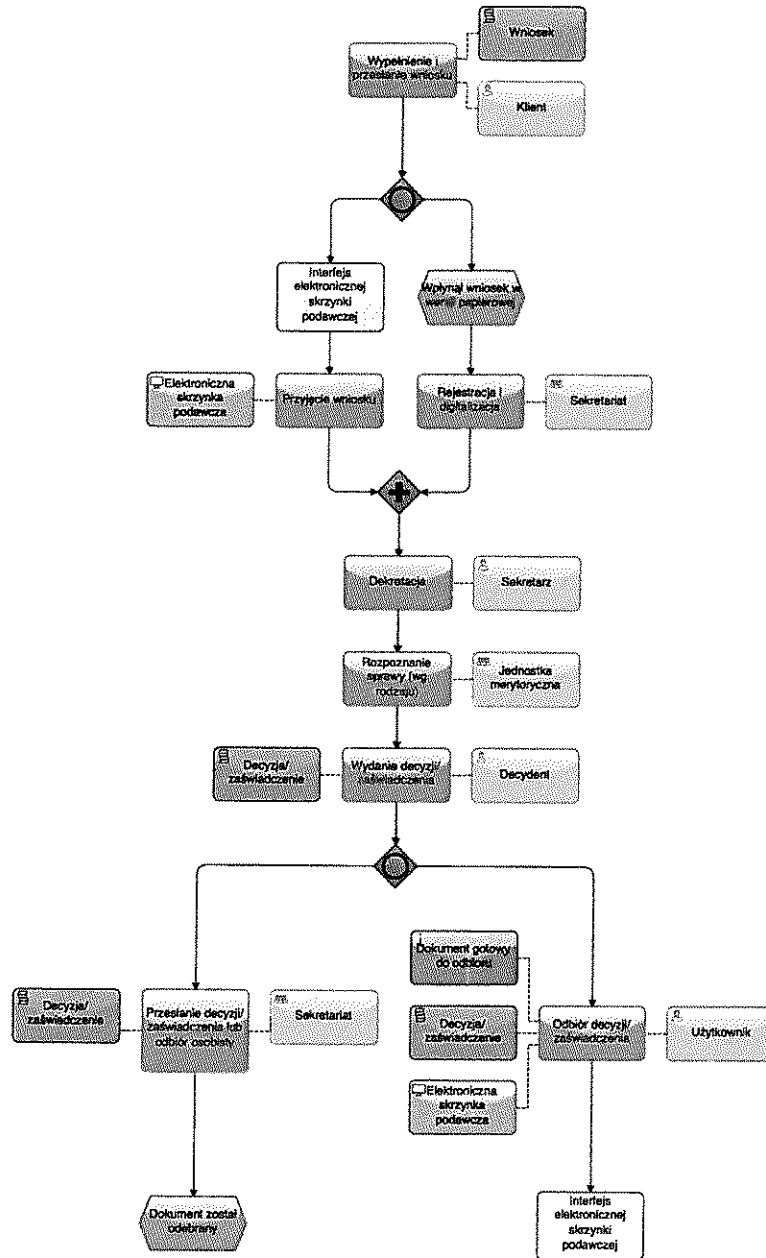 Wniosek
Wypełnienie i
przesłanie wniosku
Klient
Interfejs
elektronicznej
skrzynki
podawczej
Wpłynął wniosek w
wersji papierowej
Elektroniczna
skrzynka
podawcza
Przyjęcie wniosku
Rejestracja i
digitalizacja
Sekretariat
Dekretacja
Sekretarz
Rozpoznanie
sprawy (wg
rodzaju)
Jednostka
merytoryczna
Decyzja/
zaświadczenie
Wydanie decyzji/
zaświadczenia
Decydent
Dokument gotowy
do odbioru
Decyzja/
zaświadczenie
Przesłanie decyzji/
zaświadczenia lub
odbiór osobisty
Sekretariat
Decyzja/
zaświadczenie
Odbiór decyzji/
zaświadczenia
Użytkownik
Elektroniczna
skrzynka
podawcza
Dokument został
odebrany
Interfejs
elektronicznej
skrzynki
podawczej